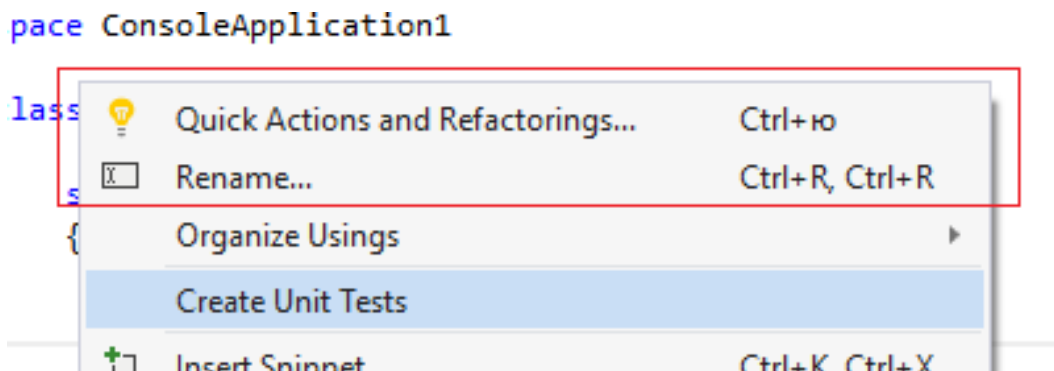 pace ConsoleApplication1
lass
Quick Actions and Refactorings... Ctrl+ю
s
Rename... Ctrl+R, Ctrl+R
{
Organize Usings
Create Unit Tests
Insert Snippet... Ctrl+K, Ctrl+X